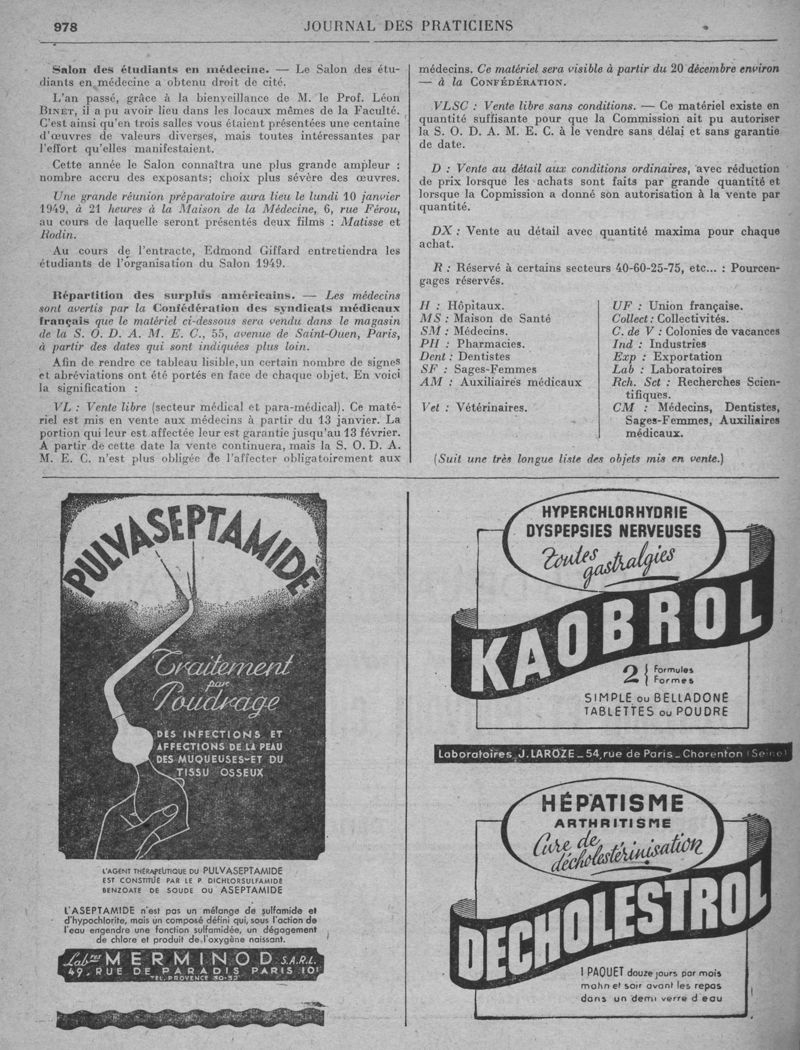 978
JOURNAL DES PRATICIENS
Salon des étudiants en médecine. — Le Salon des étu-
diants en médecine a obtenu droit de cité.
L'an passé, grâce à la bienveillance de M. le Prof. Léon
BINET, il a pu avoir lieu dans les locaux mêmes de la Faculté.
C'est ainsi qu'en trois salles vous étaient présentées une centaine
d'œuvres de valeurs diverses, mais toutes intéressantes par
l'effort qu'elles manifestaient.
Cette année le Salon connaîtra une plus grande ampleur :
nombre accru des exposants; choix plus sévère des œuvres.
Une grande réunion préparatoire aura lieu le lundi 10 janvier
1949, à 21 heures à la Maison de la Médecine, 6, rue Férou,
au cours de laquelle seront présentés deux films : Matisse et
Rodin.
Au cours de l'entracte, Edmond Giffard entretiendra les
étudiants de l'organisation du Salon 1949.
Répartition des surplus américains. — Les médecins
sont avertis par la Confédération des syndicats médicaux
français que le matériel ci-dessous sera vendu dans le magasin
de la S. O. D. A. M. E. C., 55, avenue de Saint-Ouen, Paris,
à partir des dates qui sont indiquées plus loin.
Afin de rendre ce tableau lisible, un certain nombre de signes
et abréviations ont été portés en face de chaque objet. En voici
la signification :
VL : Vente libre (secteur médical et para-médical). Ce maté-
riel est mis en vente aux médecins à partir du 13 janvier. La
portion qui leur est affectée leur est garantie jusqu'au 13 février.
A partir de cette date la vente continuera, mais la S. O. D. A.
M. E. C. n'est plus obligée de l'affecter obligatoirement aux
médecins. Ce matériel sera visible à partir du 20 décembre environ
— à la CONFÉDÉRATION.
VLSC : Vente libre sans conditions. — Ce matériel existe en
quantité suffisante pour que la Commission ait pu autoriser
la S. O. D. A. M. E. C. à le vendre sans délai et sans garantie
de date.
D : Vente au détail aux conditions ordinaires, avec réduction
de prix lorsque les achats sont faits par grande quantité et
lorsque la Copmission a donné son autorisation à la vente par
quantité.
DX : Vente au détail avec quantité maxima pour chaque
achat.
R : Réservé à certains secteurs 40-60-25-75, etc... : Pourcen-
gages réservés.
H : Hôpitaux.
MS : Maison de Santé
SM : Médecins.
PH : Pharmacies.
Dent : Dentistes
SF : Sages-Femmes
AM : Auxiliaires médicaux
Vet : Vétérinaires.
UF : Union française.
Collect : Collectivités.
C. de V : Colonies de vacances
Ind : Industries
Exp : Exportation
Lab : Laboratoires
Rch. Sct : Recherches Scien-
tifiques.
CM : Médecins, Dentistes,
Sages-Femmes, Auxiliaires
médicaux.
(Suit une très longue liste des objets mis en vente.)
PULVASEPTAMIDE
Traitement
par
Poudrage
DES INFECTIONS ET
AFFECTIONS DE LA PEAU
DES MUQUEUSES ET DU
TISSU OSSEUX
L'AGENT THÉRAPEUTIQUE DU PULVASEPTAMIDE
EST CONSTITUÉ PAR LE P. DICHLORSULFAMIDE
BENZOATE DE SOUDE OU ASEPTAMIDE
L'ASEPTAMIDE n'est pas un mélange de sulfamide et
d'hypochlorite, mais un composé défini qui, sous l'action de
l'eau engendre une fonction sulfamidée, un dégagement
de chlore et produit de l'oxygène naissant.
Labres MERMINOD S.A.R.L.
49, RUE DE PARADIS PARIS 10e
TEL. PROVENCE
HYPERCHLORHYDRIE
DYSPEPSIES NERVEUSES
Toutes
gastralgies
KAOBROL
2 Formules
Formes
SIMPLE ou BELLADONÉ
TABLETTES ou POUDRE
Laboratoires J. LAROZE _ 54, rue de Paris _ Charenton (Seine)
HÉPATISME
ARTHRITISME
Cure de
décholestérinisation
DECHOLESTROL
1 PAQUET douze jours par mois
matin et soir avant les repas
dans un demi verre d'eau